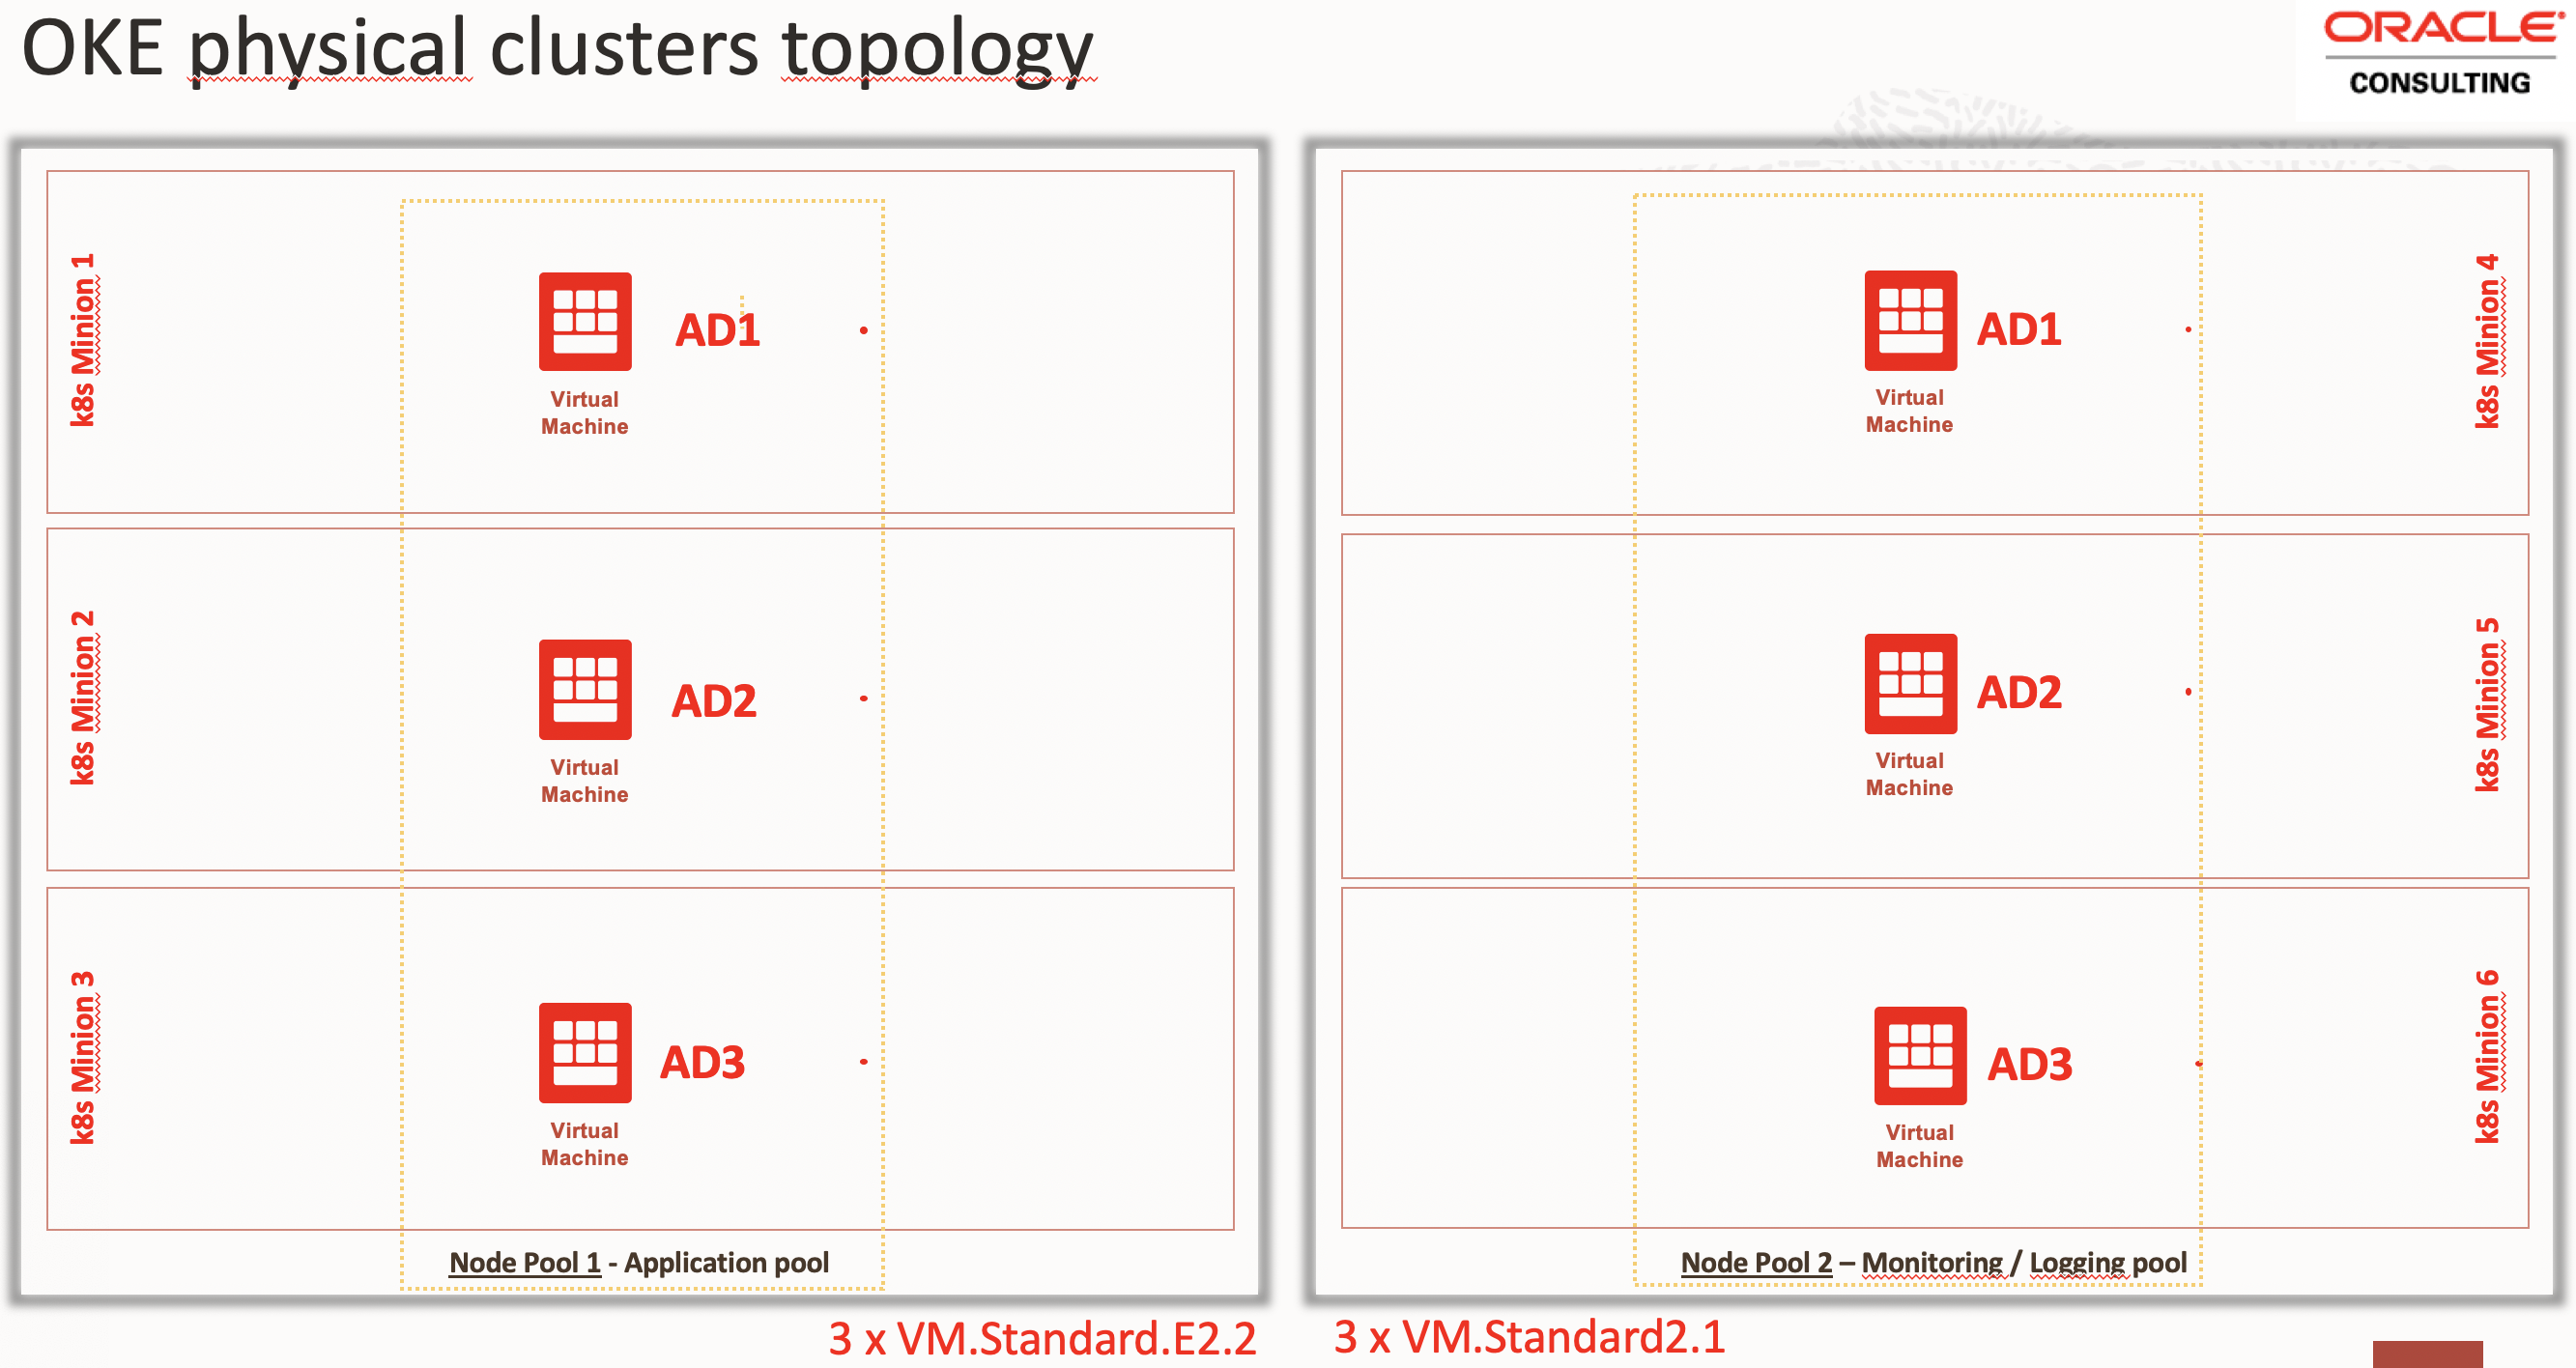 OKE physical clusters topology
ORACLE®
CONSULTING
k8s Minion 1
AD1
Virtual
Machine
k8s Minion 2
AD2
Virtual
Machine
k8s Minion 3
AD3
Virtual
Machine
Node Pool 1 - Application pool
3 x VM.Standard.E2.2
AD1
Virtual
Machine
k8s Minion 4
AD2
Virtual
Machine
k8s Minion 5
AD3
Virtual
Machine
k8s Minion 6
Node Pool 2 – Monitoring / Logging pool
3 x VM.Standard2.1